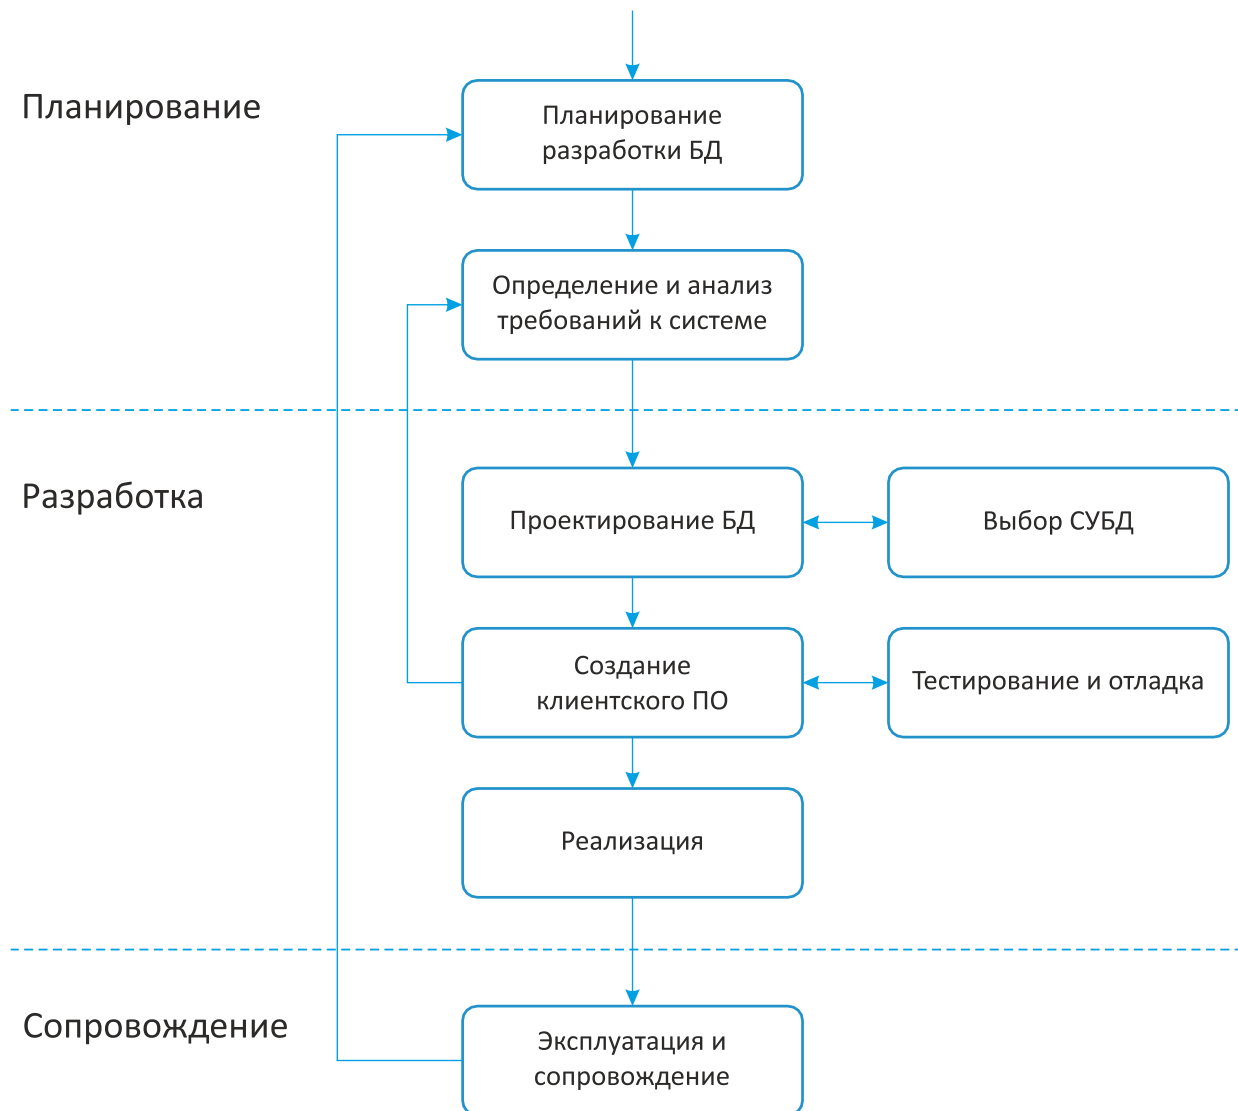 Планирование
Планирование
разработки БД
Определение и анализ
требований к системе
Разработка
Проектирование БД
Выбор СУБД
Создание
клиентского ПО
Тестирование и отладка
Реализация
Сопровождение
Эксплуатация и
сопровождение